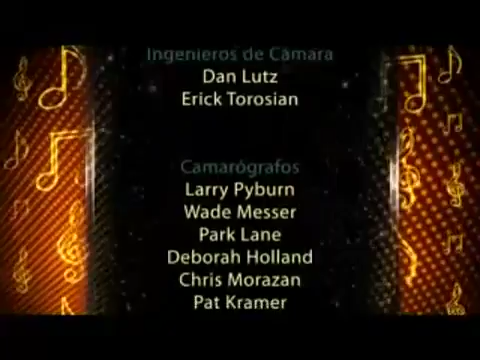 Ingenieros de Cámara
Dan Lutz
Erick Torosian
Camarógrafos
Larry Pyburn
Wade Messer
Park Lane
Deborah Holland
Chris Morazan
Pat Kramer